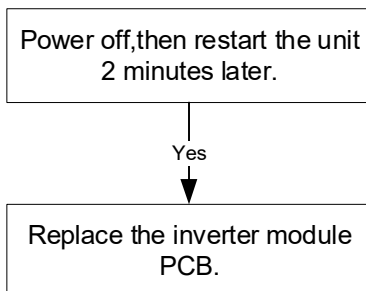 Power off,then restart the unit
2 minutes later.
Yes
Replace the inverter module
PCB.